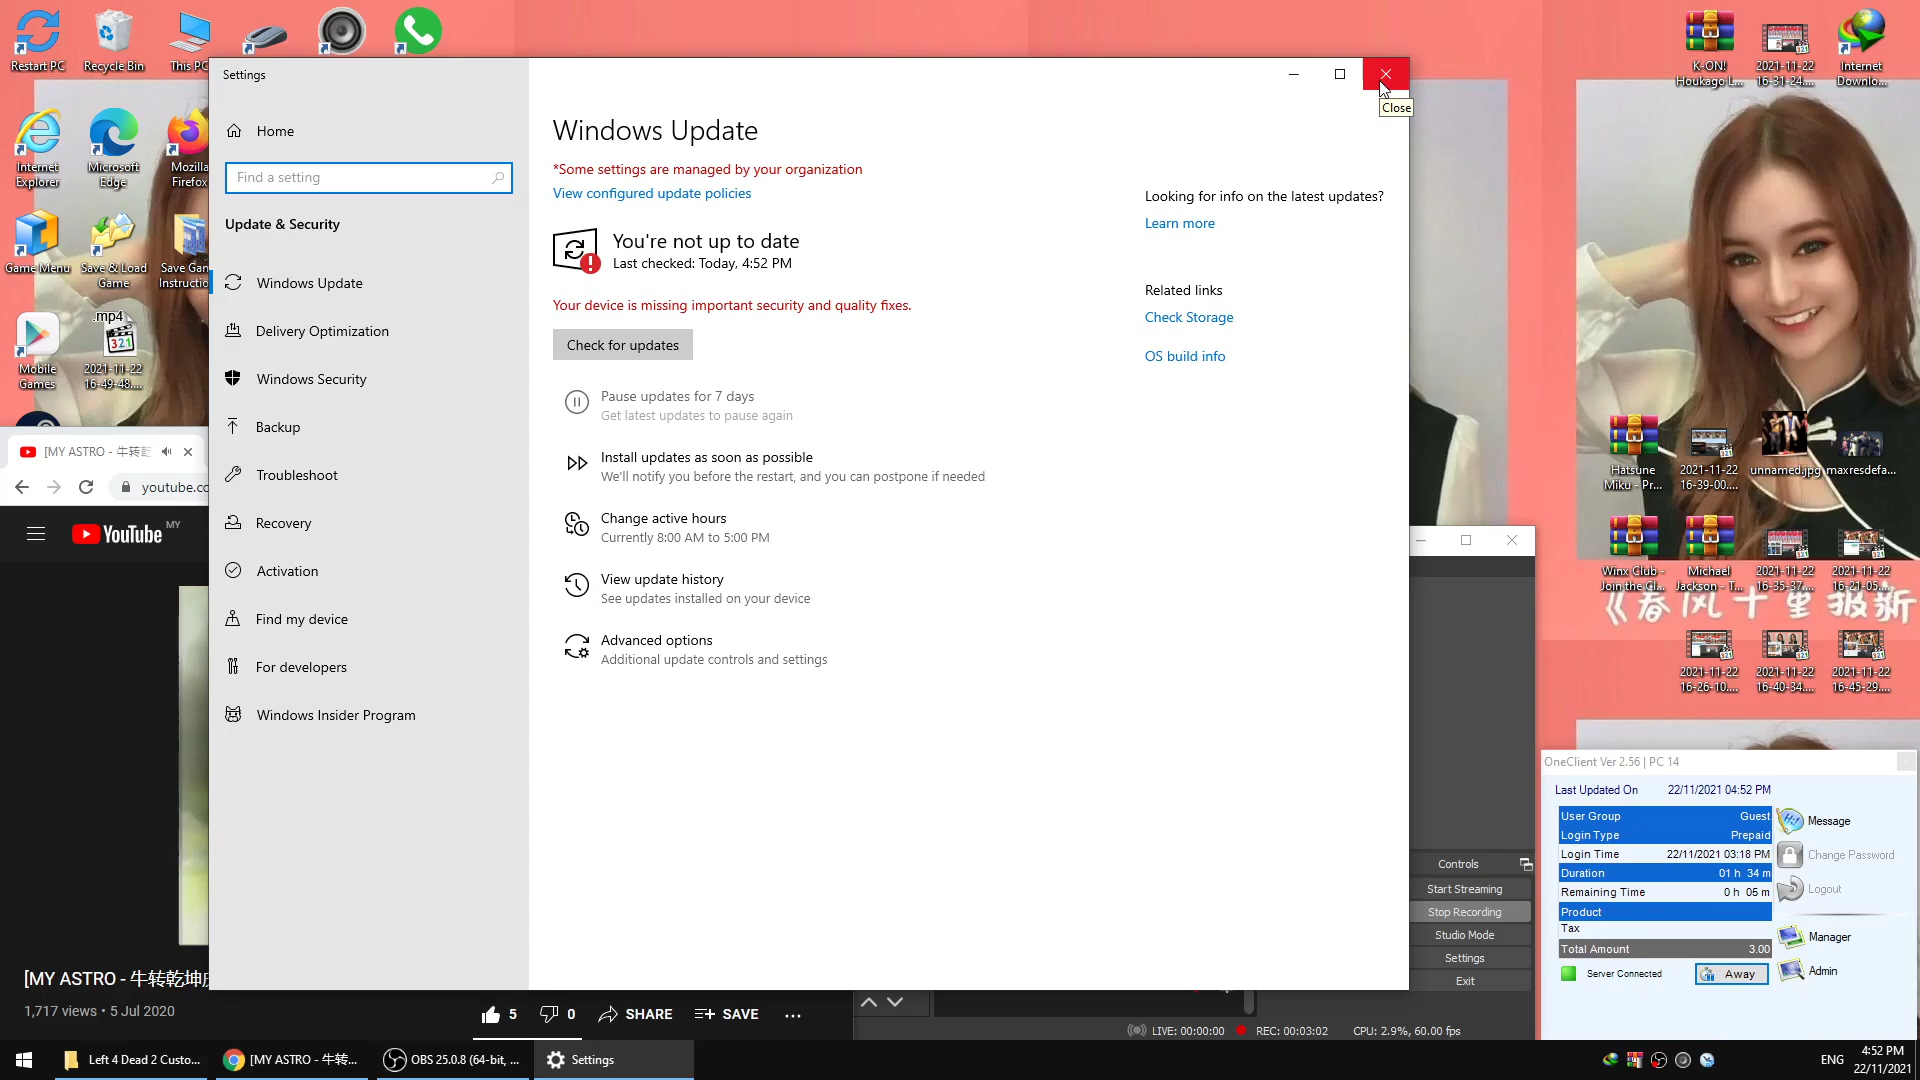 Restart PC
Recycle Bin
This PC
K-ON!
Houkago L...
2021-11-22
16-31-24....
Internet
Downlo...
Internet
Explorer
Microsoft
Edge
Mozilla
Firefox
Game Menu
Save & Load
Game
Save Gam
Instructio
Mobile
Games
.mp4
321
2021-11-22
16-49-48....
Settings
Close
Home
Find a setting
Update & Security
Windows Update
Delivery Optimization
Windows Security
Backup
Troubleshoot
Recovery
Activation
Find my device
For developers
Windows Insider Program
Windows Update
*Some settings are managed by your organization
View configured update policies
You're not up to date
Last checked: Today, 4:52 PM
Your device is missing important security and quality fixes.
Check for updates
Pause updates for 7 days
Get latest updates to pause again
Install updates as soon as possible
We'll notify you before the restart, and you can postpone if needed
Change active hours
Currently 8:00 AM to 5:00 PM
View update history
See updates installed on your device
Advanced options
Additional update controls and settings
Looking for info on the latest updates?
Learn more
Related links
Check Storage
OS build info
[MY ASTRO - 牛转乾
youtube.co
YouTube MY
[MY ASTRO - 牛转乾坤
1,717 views • 5 Jul 2020
5
0
SHARE
SAVE
Hatsune
Miku - Pr...
2021-11-22
16-39-00....
unnamed.jpg
maxresdefa...
Winx Club -
Join the Cl...
Michael
Jackson - T...
2021-11-22
16-35-37....
2021-11-22
16-21-05....
《春风十里报新
2021-11-22
16-26-10....
2021-11-22
16-40-34....
2021-11-22
16-45-29....
Controls
Start Streaming
Stop Recording
Studio Mode
Settings
Exit
LIVE: 00:00:00
REC: 00:03:02
CPU: 2.9%, 60.00 fps
OneClient Ver 2.56 | PC 14
Last Updated On 22/11/2021 04:52 PM
User Group Guest
Login Type Prepaid
Login Time 22/11/2021 03:18 PM
Duration 01 h 34 m
Remaining Time 0 h 05 m
Product
Tax
Total Amount 3.00
Server Connected
Away
Message
Change Password
Logout
Manager
Admin
Left 4 Dead 2 Custo...
[MY ASTRO - 牛转...
OBS 25.0.8 (64-bit, ...
Settings
ENG
4:52 PM
22/11/2021